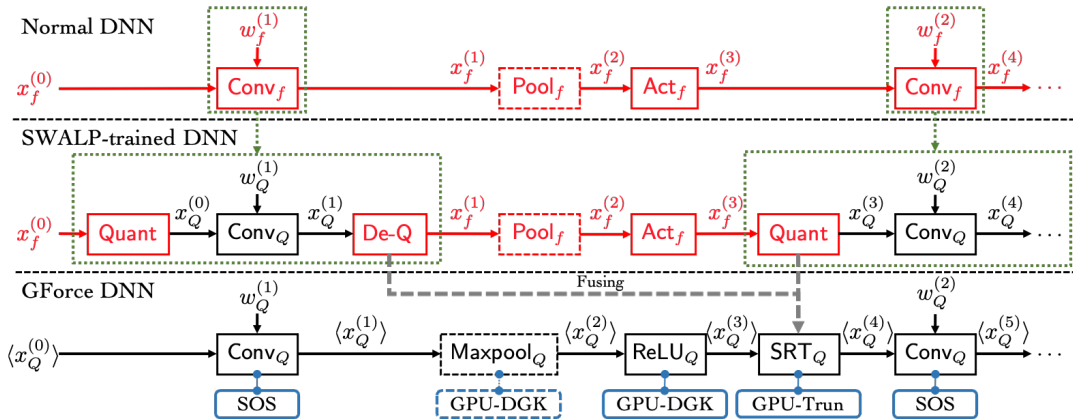 Normal DNN
w_f^{(1)} w_f^{(2)}
x_f^{(0)} Conv_f x_f^{(1)} Pool_f x_f^{(2)} Act_f x_f^{(3)} Conv_f x_f^{(4)} ...
SWALP-trained DNN
w_Q^{(1)} w_Q^{(2)}
x_f^{(0)} Quant x_Q^{(0)} Conv_Q x_Q^{(1)} De-Q x_f^{(1)} Pool_f x_f^{(2)} Act_f x_f^{(3)} Quant x_Q^{(3)} Conv_Q x_Q^{(4)} ...
Fusing
GForce DNN
w_Q^{(1)} w_Q^{(2)}
⟨x_Q^{(0)}⟩ Conv_Q ⟨x_Q^{(1)}⟩ Maxpool_Q ⟨x_Q^{(2)}⟩ ReLU_Q ⟨x_Q^{(3)}⟩ SRT_Q ⟨x_Q^{(4)}⟩ Conv_Q ⟨x_Q^{(5)}⟩ ...
SOS GPU-DGK GPU-DGK GPU-Trun SOS